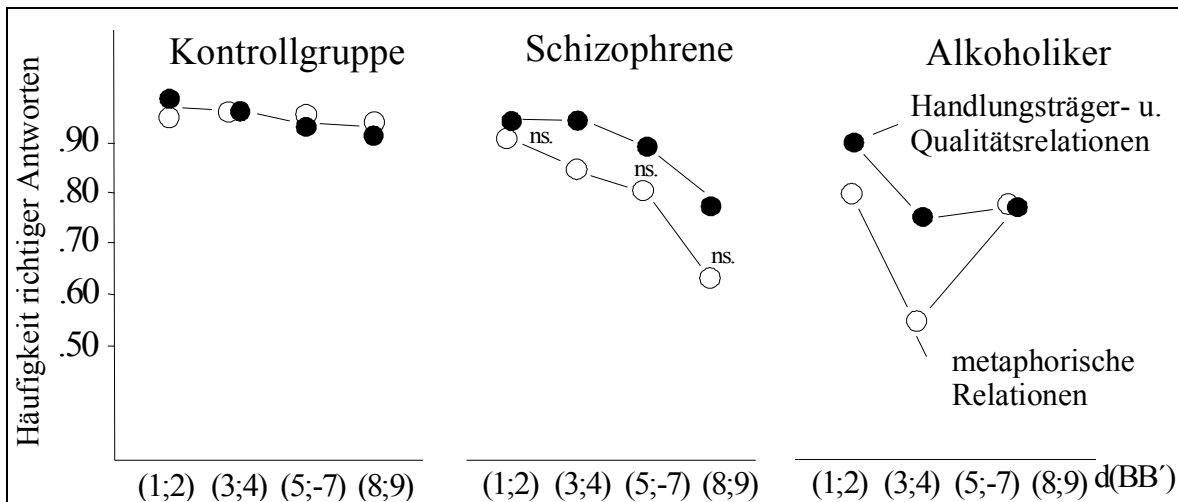 Kontrollgruppe
Schizophrene
Alkoholiker
Häufigkeit richtiger Antworten
.90
.80
.70
.60
.50
ns.
ns.
ns.
Handlungsträger- u.
Qualitätsrelationen
metaphorische
Relationen
(1;2) (3;4) (5;-7) (8;9)
(1;2) (3;4) (5;-7) (8;9)
(1;2) (3;4) (5;-7) (8;9) d(BB´)